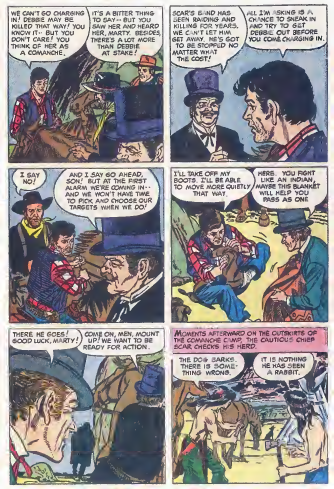 WE CAN'T GO CHARGING
IN! DEBBIE MAY BE
KILLED THAT WAY! YOU
KNOW IT-- BUT YOU
DON'T CARE! YOU
THINK OF HER AS
A COMANCHE.
IT'S A BITTER THING
TO SAY-- BUT YOU
SAW HER AND HEARD
HER, MARTY. BESIDES,
THERE'S A LOT MORE
THAN DEBBIE
AT STAKE!
SCAR'S BAND HAS
BEEN RAIDING AND
KILLING FOR YEARS.
WE CAN'T LET HIM
GET AWAY. HE'S GOT
TO BE STOPPED NO
MATTER WHAT
THE COST!
ALL I'M ASKING IS A
CHANCE TO SNEAK IN
AND TRY TO GET
DEBBIE OUT BEFORE
YOU COME CHARGING IN.
I SAY
NO!
AND I SAY GO AHEAD,
SON! BUT AT THE FIRST
ALARM WE'RE COMING IN--
AND WE WON'T HAVE TIME
TO PICK AND CHOOSE OUR
TARGETS WHEN WE DO!
I'LL TAKE OFF MY
BOOTS. I'LL BE ABLE
TO MOVE MORE QUIETLY
THAT WAY.
HERE. YOU FIGHT
LIKE AN INDIAN,
MAYBE THIS BLANKET
WILL HELP YOU
PASS AS ONE
THERE HE GOES!
GOOD LUCK, MARTY!
COME ON, MEN, MOUNT
UP! WE WANT TO BE
READY FOR ACTION.
MOMENTS AFTERWARD ON THE OUTSKIRTS OF
THE COMANCHE CAMP, THE CAUTIOUS CHIEF
SCAR CHECKS HIS HERD.
THE DOG BARKS.
THERE IS SOME-
THING WRONG.
IT IS NOTHING
HE HAS SEEN
A RABBIT.